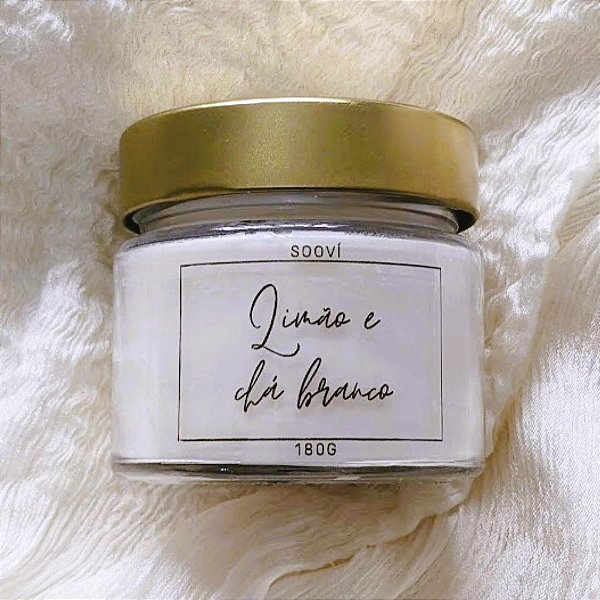 SOOVÍ
Limão e
chá branco
180G